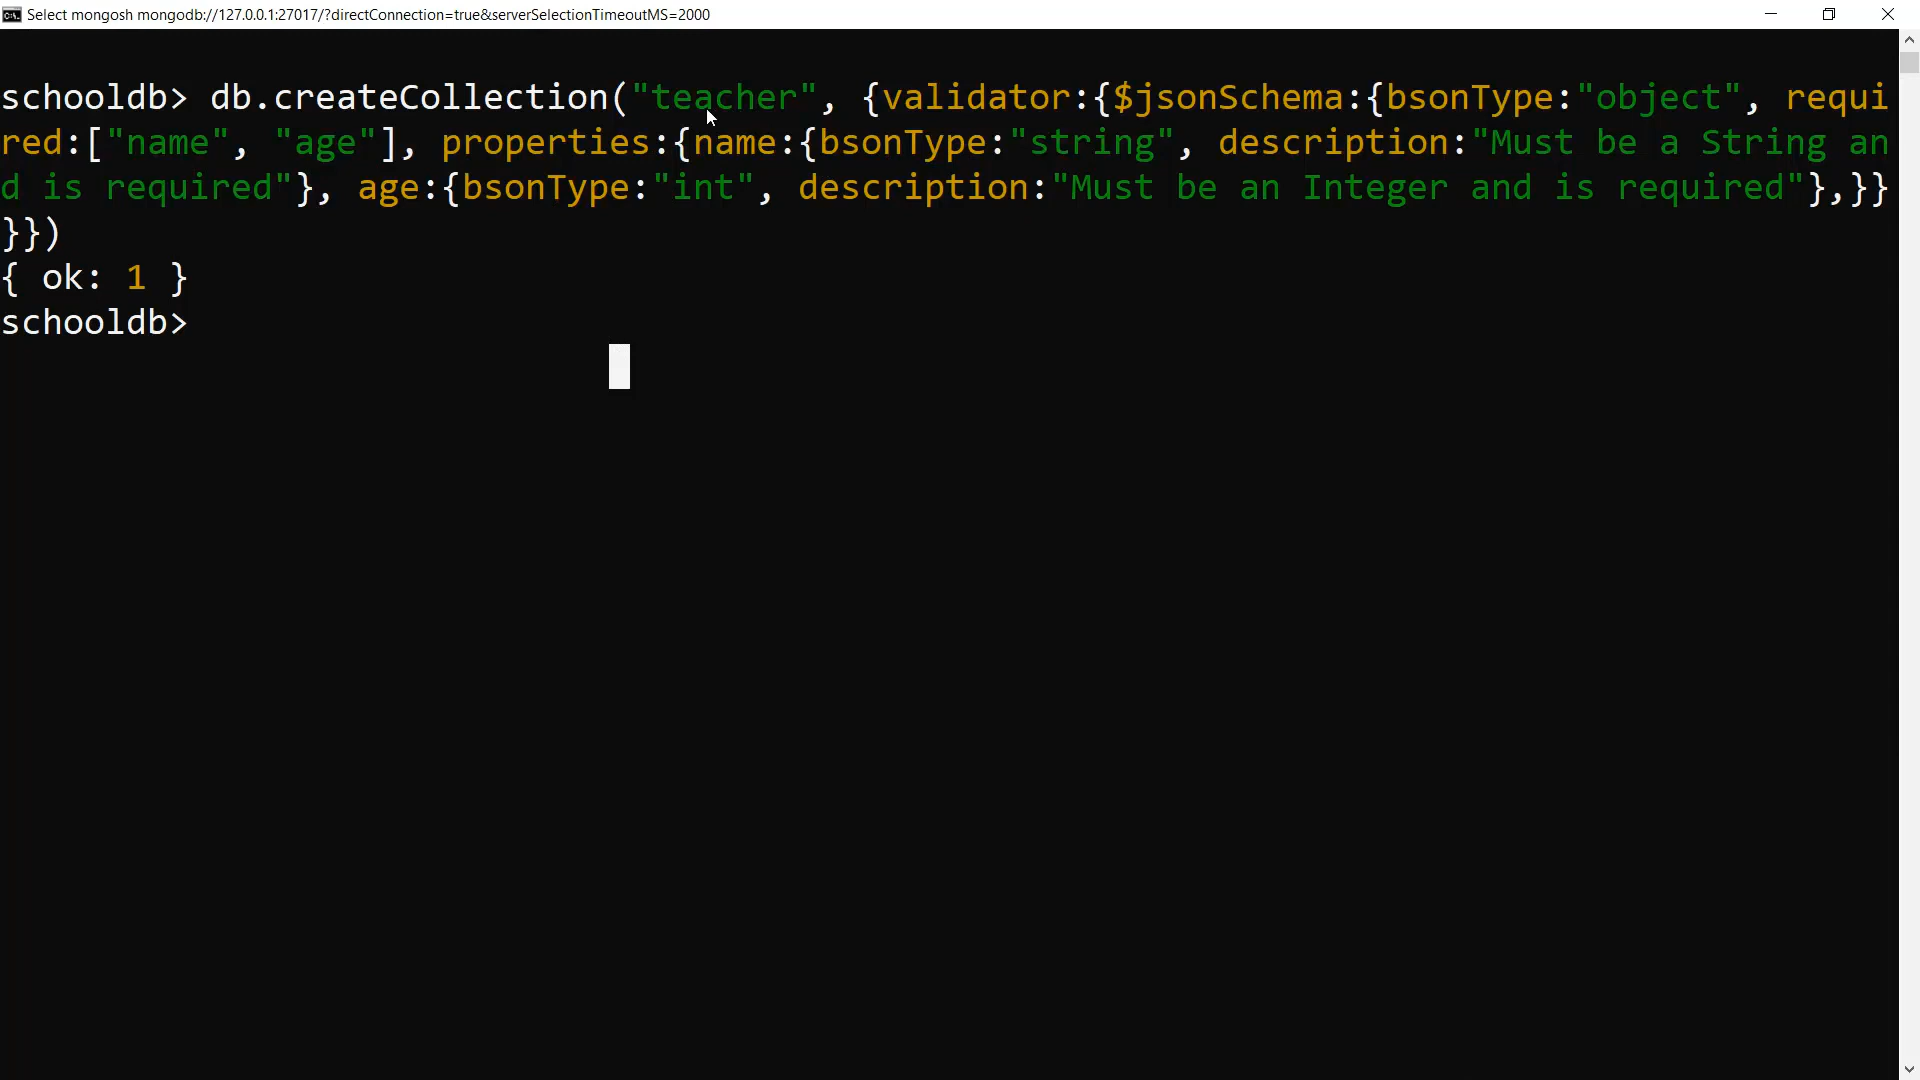 Select mongosh mongodb://127.0.0.1:27017/?directConnection=true&serverSelectionTimeoutMS=2000
schooldb> db.createCollection("teacher", {validator:{$jsonSchema:{bsonType:"object", requi
red:["name", "age"], properties:{name:{bsonType:"string", description:"Must be a String an
d is required"}, age:{bsonType:"int", description:"Must be an Integer and is required"},}}
}})
{ ok: 1 }
schooldb>